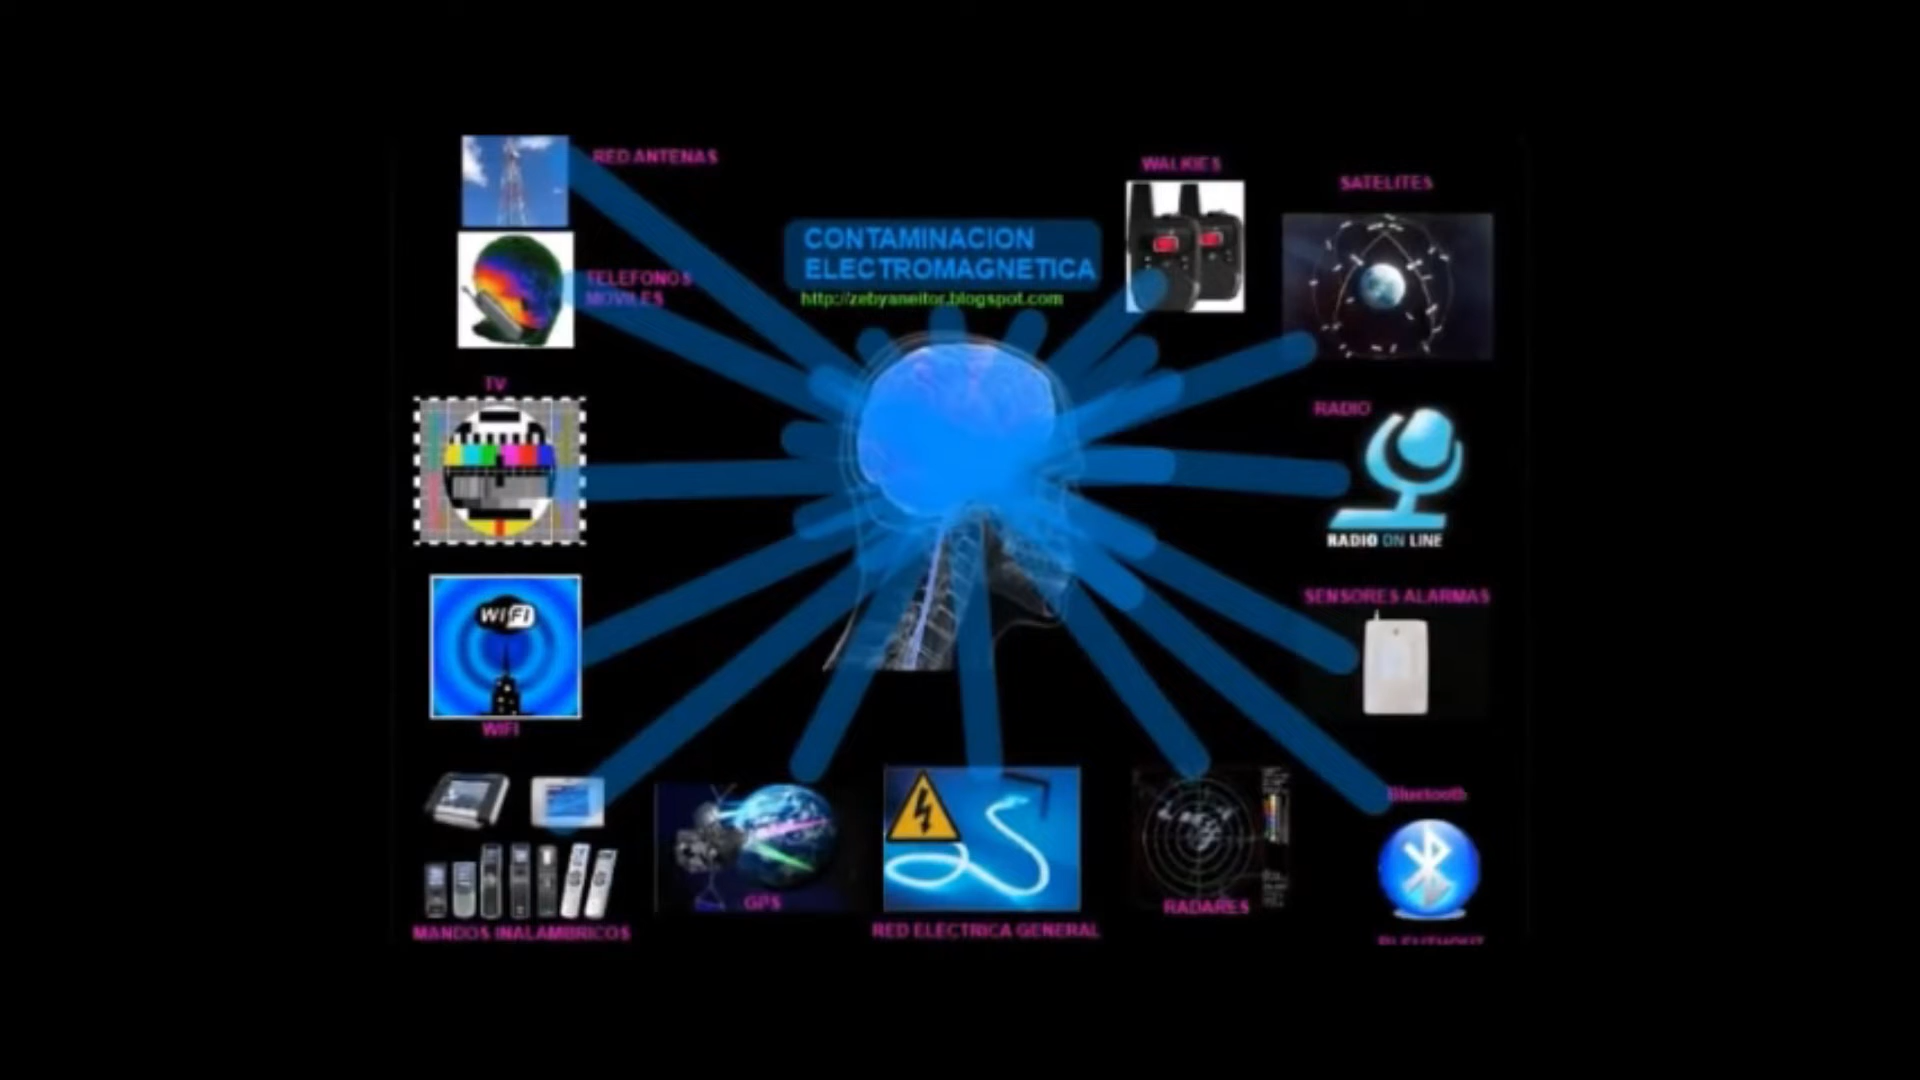 RED ANTENAS
WALKIES
SATELITES
CONTAMINACION
ELECTROMAGNETICA
http://zebyaneitor.blogspot.com
TELEFONOS
MOVILES
TV
RADIO
RADIO ON LINE
WIFI
SENSORES ALARMAS
WIFI
Bluetooth
GPS
RADARES
MANDOS INALAMBRICOS
RED ELECTRICA GENERAL